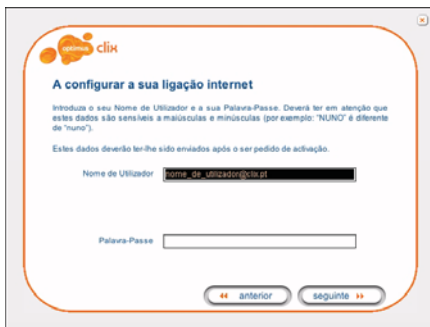 optimus clix
A configurar a sua ligação internet
Introduza o seu Nome de Utilizador e a sua Palavra-Passe. Deverá ter em atenção que
estes dados são sensíveis a maiúsculas e minúsculas (por exemplo: "NUNO" é diferente
de "nuno").
Estes dados deverão ter-lhe sido enviados após o ser pedido de activação.
Nome de Utilizador nome_de_utilizador@clix.pt
Palavra-Passe
anterior seguinte